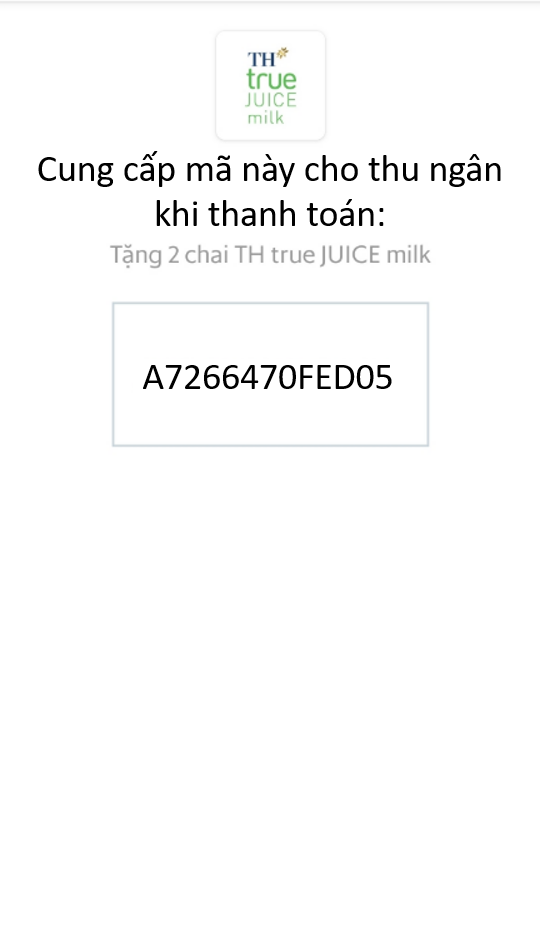 TH
true
JUICE
milk
Cung cấp mã này cho thu ngân
khi thanh toán:
Tặng 2 chai TH true JUICE milk
A7266470FED05